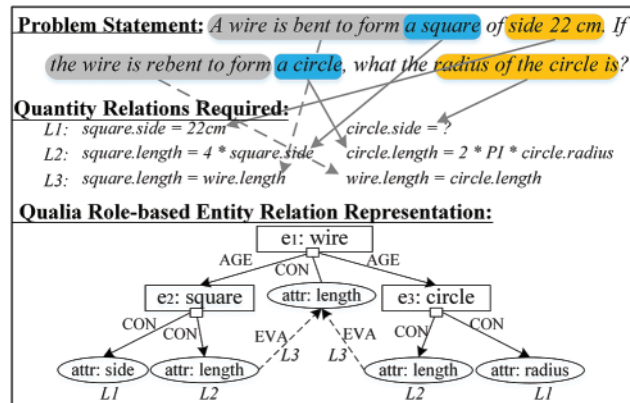 Problem Statement: A wire is bent to form a square of side 22 cm. If
the wire is rebent to form a circle, what the radius of the circle is?
Quantity Relations Required:
L1: square.side = 22cm circle.side = ?
L2: square.length = 4 * square.side circle.length = 2 * PI * circle.radius
L3: square.length = wire.length wire.length = circle.length
Qualia Role-based Entity Relation Representation:
e1: wire
AGE CON AGE
e2: square attr: length e3: circle
CON CON EVA EVA CON CON
L3 L3
attr: side attr: length attr: length attr: radius
L1 L2 L2 L1